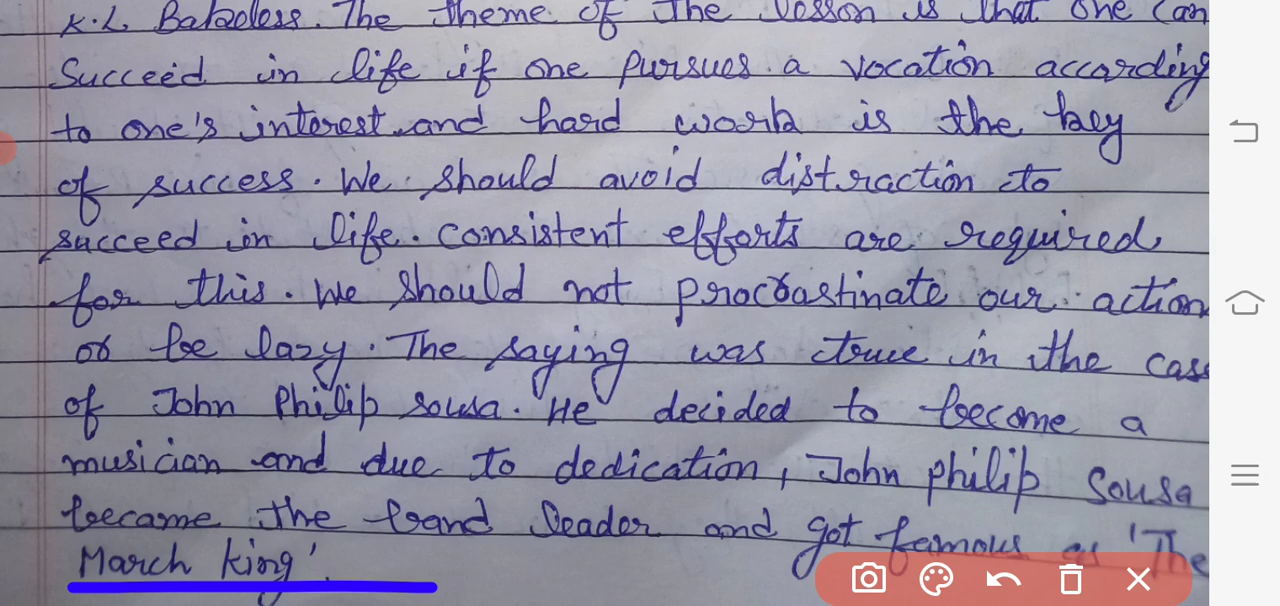 K.L. The theme of the lesson is that one can
Succeed in life if one pursues a vocation according
to one's interest and hard work is the key
of success. We should avoid distraction to
succeed in life. consistent efforts are required
for this. We should not procrastinate our action
or be lazy. The saying was true in the case
of John Philip Sousa. He decided to become a
musician and due to dedication, John philip Sousa
became the band leader and got famous as 'The
March king'.